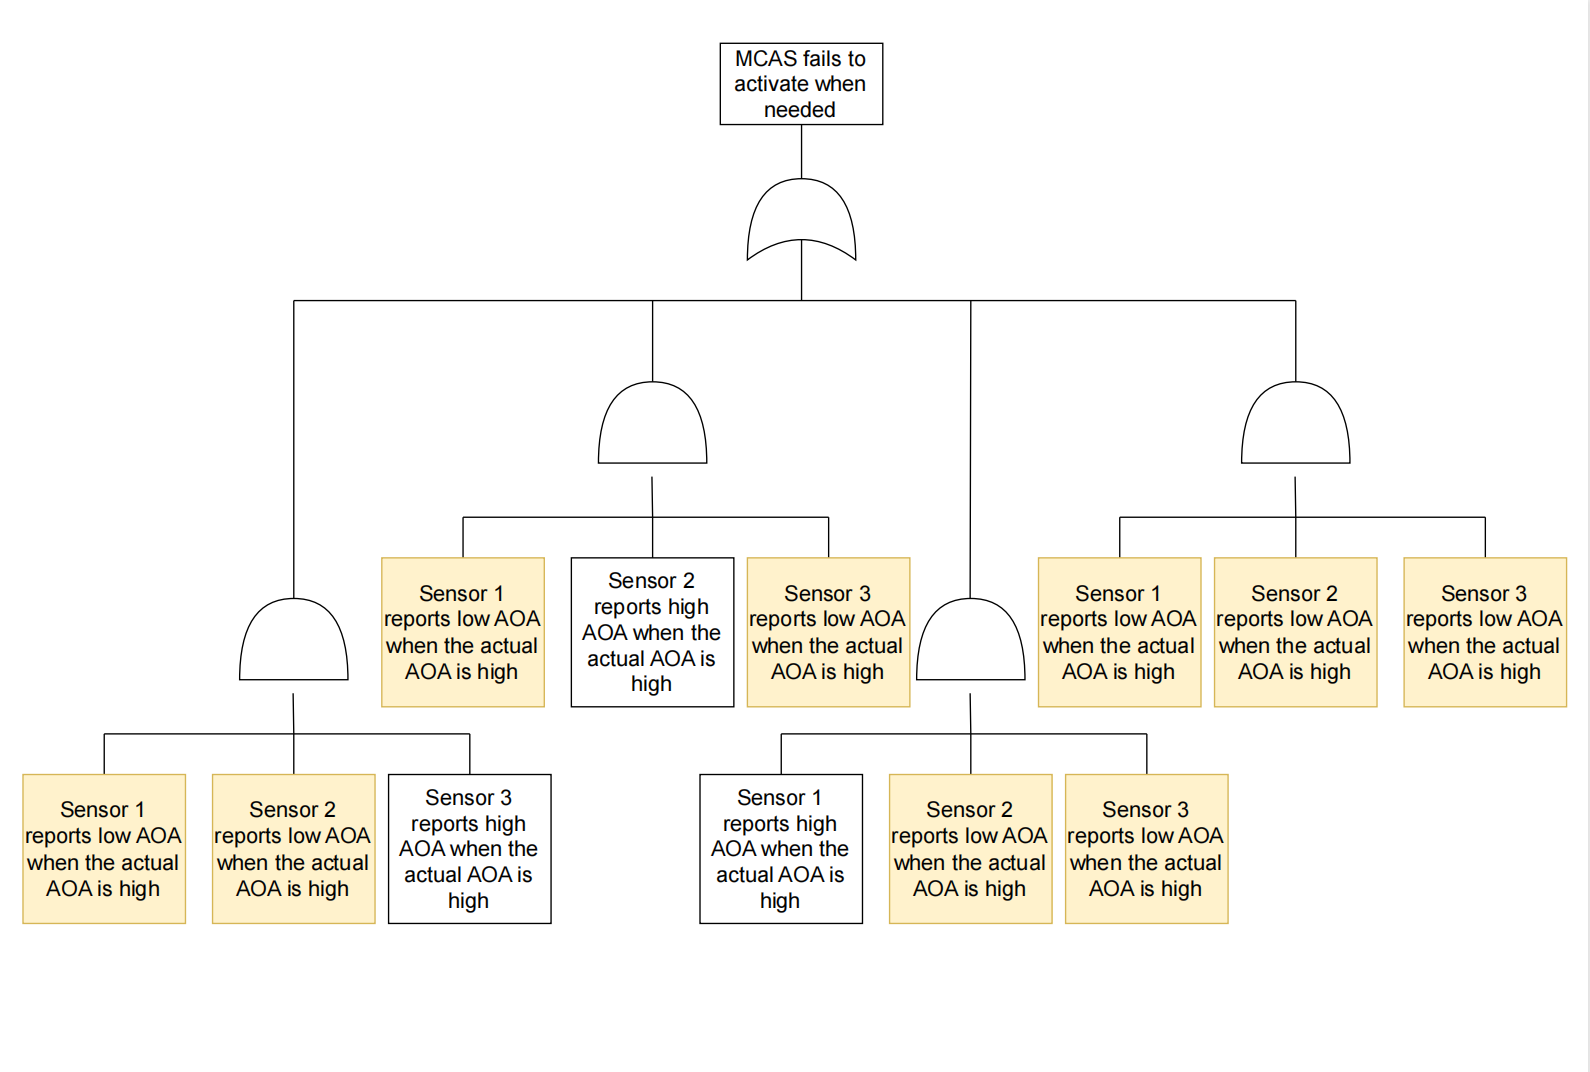 MCAS fails to
activate when
needed
Sensor 1
reports low AOA
when the actual
AOA is high
Sensor 2
reports high
AOA when the
actual AOA is
high
Sensor 3
reports low AOA
when the actual
AOA is high
Sensor 1
reports low AOA
when the actual
AOA is high
Sensor 2
reports low AOA
when the actual
AOA is high
Sensor 3
reports low AOA
when the actual
AOA is high
Sensor 1
reports low AOA
when the actual
AOA is high
Sensor 2
reports low AOA
when the actual
AOA is high
Sensor 3
reports high
AOA when the
actual AOA is
high
Sensor 1
reports high
AOA when the
actual AOA is
high
Sensor 2
reports low AOA
when the actual
AOA is high
Sensor 3
reports low AOA
when the actual
AOA is high